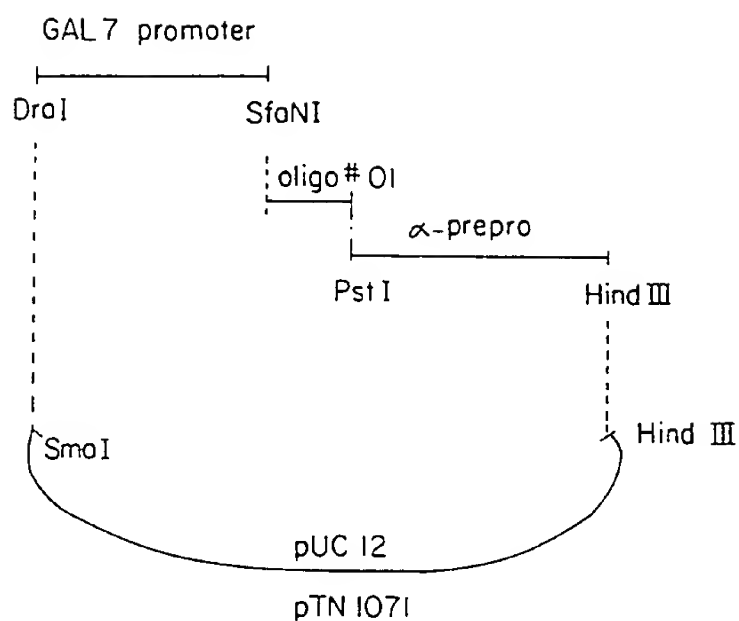 GAL 7 promoter
DraI SfaNI
oligo # 01
α-prepro
Pst I Hind III
SmaI Hind III
pUC 12
pTN 1071